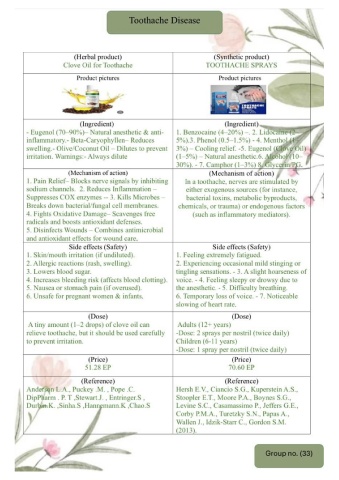 Toothache Disease
(Herbal product)
Clove Oil for Toothache
(Synthetic product)
TOOTHACHE SPRAYS
Product pictures
Product pictures
(Ingredient)
- Eugenol (70–90%)– Natural anesthetic & anti-
inflammatory.- Beta-Caryophyllen– Reduces
swelling.- Olive/Coconut Oil – Dilutes to prevent
irritation. Warnings:- Always dilate
(Ingredient)
1. Benzocaine (4–20%) –. 2. Lidocaine (2–
5%).3. Phenol (0.5–1.5%) - 4. Menthol (1–
3%) – Cooling relief. -5. Eugenol (Clove Oil)
(1–5%) – Natural anesthetic.6. Alcohol (10–
30%). - 7. Camphor (1–3%) 8. Glycerin
(Mechanism of action)
1. Pain Relief– Block nerve signals by inhibiting
sodium channels. 2. Reduces Inflammation –
Suppresses COX enzymes -- 3. Kills Microbes –
Breaks down bacterial/fungal cell membranes.
4. Fights Oxidative Damage– Scavenges free
radicals and boosts antioxidant defenses.
5. Disinfects Wounds – Combines antimicrobial
and antioxidant effects for wound care.
(Mechanism of action)
In a toothache, nerves are stimulated by
either exogenous sources (for instance,
bacterial toxins, metabolic byproducts,
chemicals, or trauma) or endogenous factors
(such as inflammatory mediators).
Side effects (Safety)
1. Skin/mouth irritation (if undiluted).
2. Allergic reactions (rash, swelling).
3. Lowers blood sugar.
4. Increases bleeding risk (affects blood clotting).
5. Nausea or stomach pain (if overused).
6. Unsafe for pregnant women & infants.
Side effects (Safety)
1. Feeling extremely fatigued.
2. Experiencing occasional mild stinging or
tingling sensations. - 3. A slight hoarseness of
voice. - 4. Feeling sleepy or drowsy due to
the anesthetic. - 5. Difficulty breathing.
6. Temporary loss of voice. - 7. Noticeable
slowing of heart rate.
(Dose)
A tiny amount (1–2 drops) of clove oil can
relieve toothache, but it should be used carefully
to prevent irritation.
(Dose)
Adults (12+ years)
-Dose: 2 sprays per nostril (twice daily)
Children (6-11 years)
-Dose: 1 spray per nostril (twice daily)
(Price)
51.28 EP
(Price)
70.60 EP
(Reference)
Anderson L.A., Puckey .M. , Pope .C.
DipPharm . P. T ,Stewart.J. , Entringer.S ,
Durban.K. ,Sinha.S ,Hannemann.K ,Chao.S
(Reference)
Hersh E.V., Ciancio S.G., Kuperstein A.S.,
Stoopler E.T., Moore P.A., Boynes S.G.,
Levine S.C., Casamassimo P., Jeffers G.E.,
Corby P.M.A., Turetzky S.N., Papas A.,
Wallen J., Idzik-Starr C., Gordon S.M.
(2013).
Group no. (33)